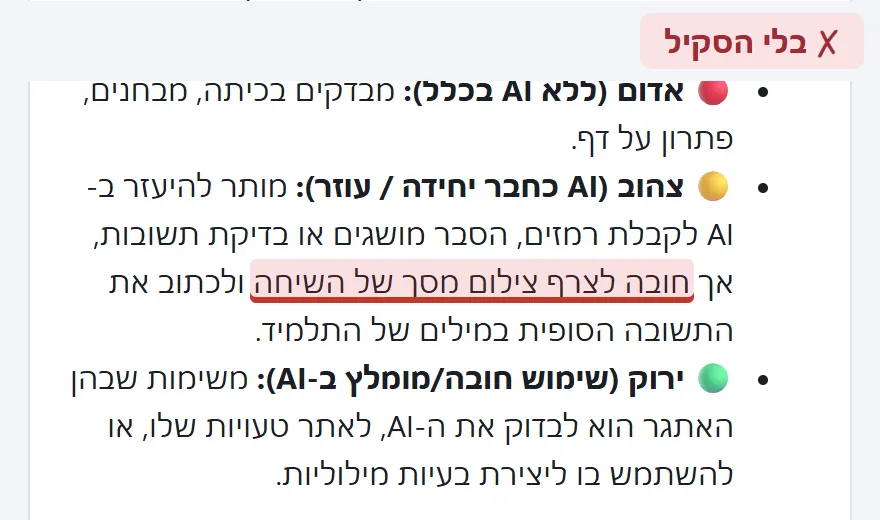 ✗ בלי הסקיל
• 🔴 אדום (ללא AI בכלל): מבדקים בכיתה, מבחנים,
פתרון על דף.
• 🟡 צהוב (AI כחבר יחידה / עוזר): מותר להיעזר ב-
AI לקבלת רמזים, הסבר מושגים או בדיקת תשובות,
אך חובה לצרף צילום מסך של השיחה ולכתוב את
התשובה הסופית במילים של התלמיד.
• 🟢 ירוק (שימוש חובה/מומלץ ב-AI): משימות שבהן
האתגר הוא לבדוק את ה-AI, לאתר טעויות שלו, או
להשתמש בו ליצירת בעיות מילוליות.